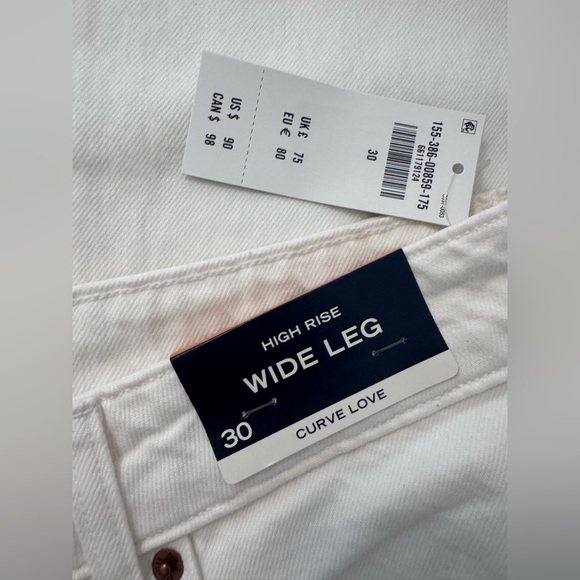 155-386-00859-175
661179124
30
UK £ 75
EU € 80
US $ 90
CAN $ 98
HIGH RISE
WIDE LEG
30
CURVE LOVE